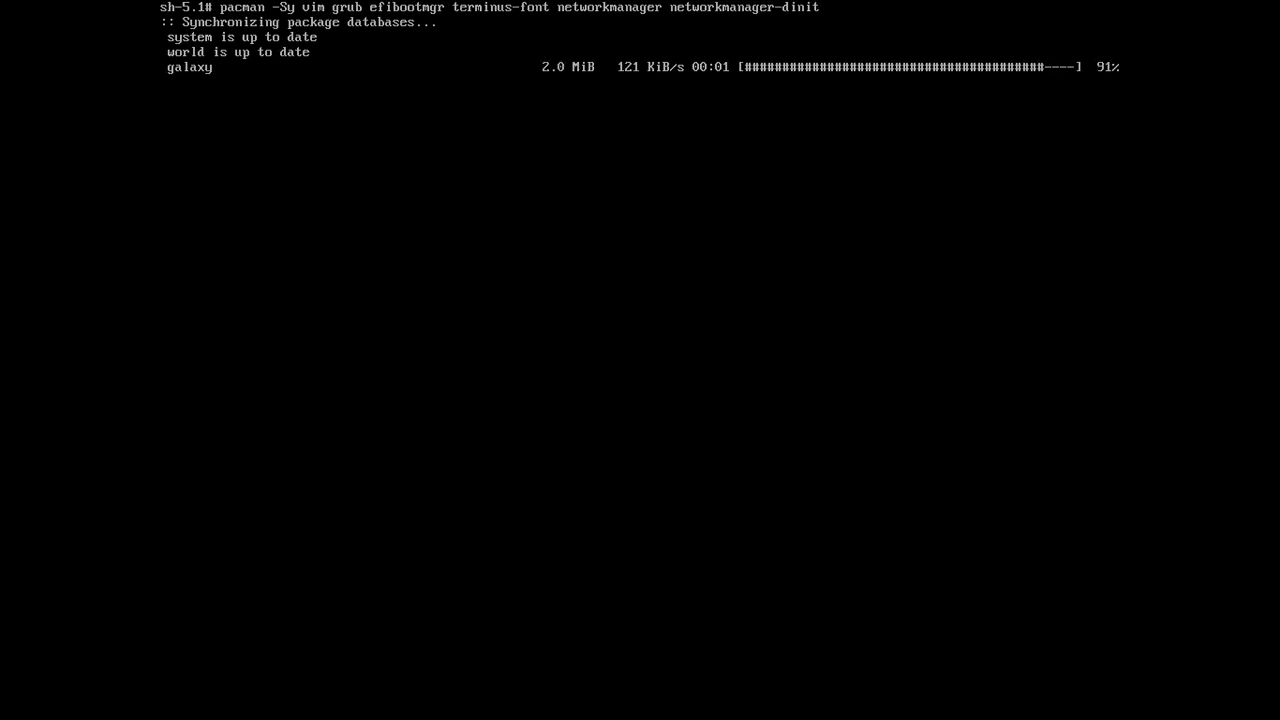 sh-5.1# pacman -Sy vim grub efibootmgr terminus-font networkmanager networkmanager-dinit
:: Synchronizing package databases...
system is up to date
world is up to date
galaxy 2.0 MiB 121 KiB/s 00:01 [########################################----] 91%